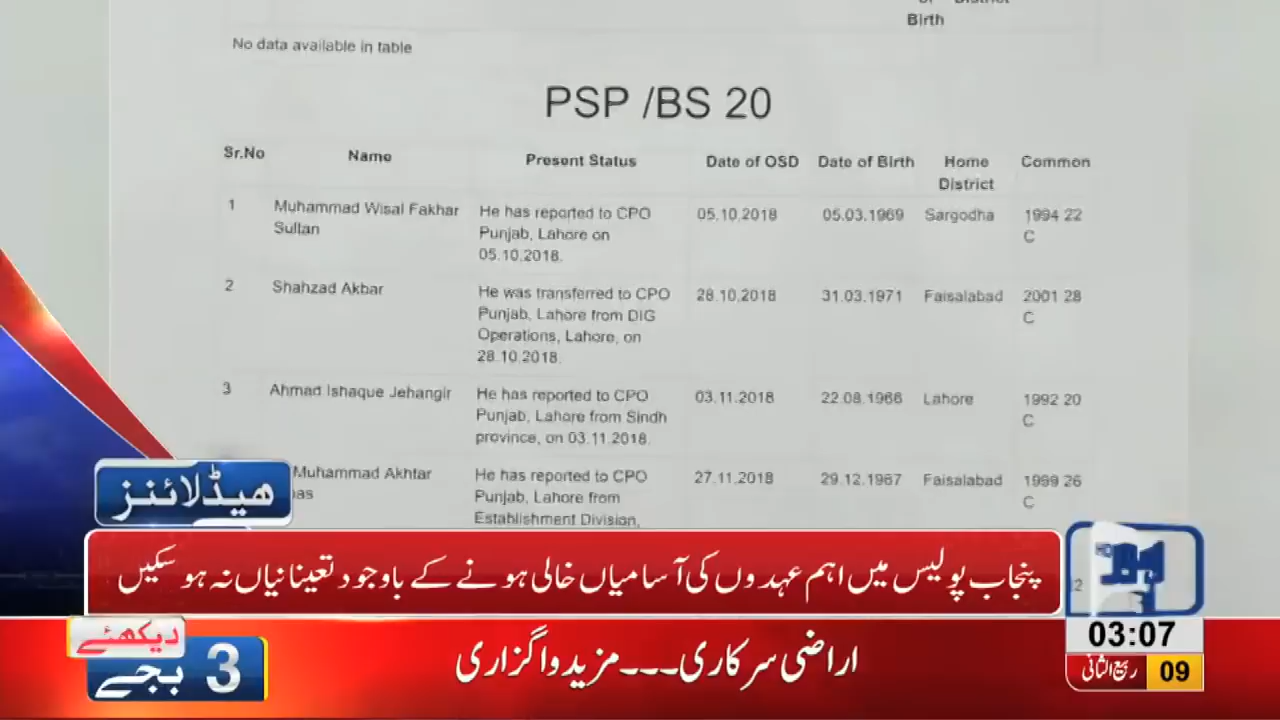 Birth
No data available in table
PSP /BS 20
Sr.No Name Present Status Date of OSD Date of Birth Home District Common
1 Muhammad Wisal Fakhar Sultan He has reported to CPO Punjab, Lahore on 05.10.2018. 05.10.2018 05.03.1969 Sargodha 1994 22 C
2 Shahzad Akbar He was transferred to CPO Punjab, Lahore from DIG Operations, Lahore, on 28.10.2018. 28.10.2018 31.03.1971 Faisalabad 2001 28 C
3 Ahmad Ishaque Jehangir He has reported to CPO Punjab, Lahore from Sindh province, on 03.11.2018. 03.11.2018 22.08.1966 Lahore 1992 20 C
Muhammad Akhtar He has reported to CPO Punjab, Lahore from Establishment Division, 27.11.2018 29.12.1967 Faisalabad 1999 26 C
ھیڈلائنز
پنجاب پولیس میں اہم عہدوں کی آسامیاں خالی ہونے کے باوجود تعیناتیاں نہ ہو سکیں
دیکھئے
3 بجے
اراضی سرکاری۔۔۔مزید واگزاری
03:07
09 ربیع الثانی